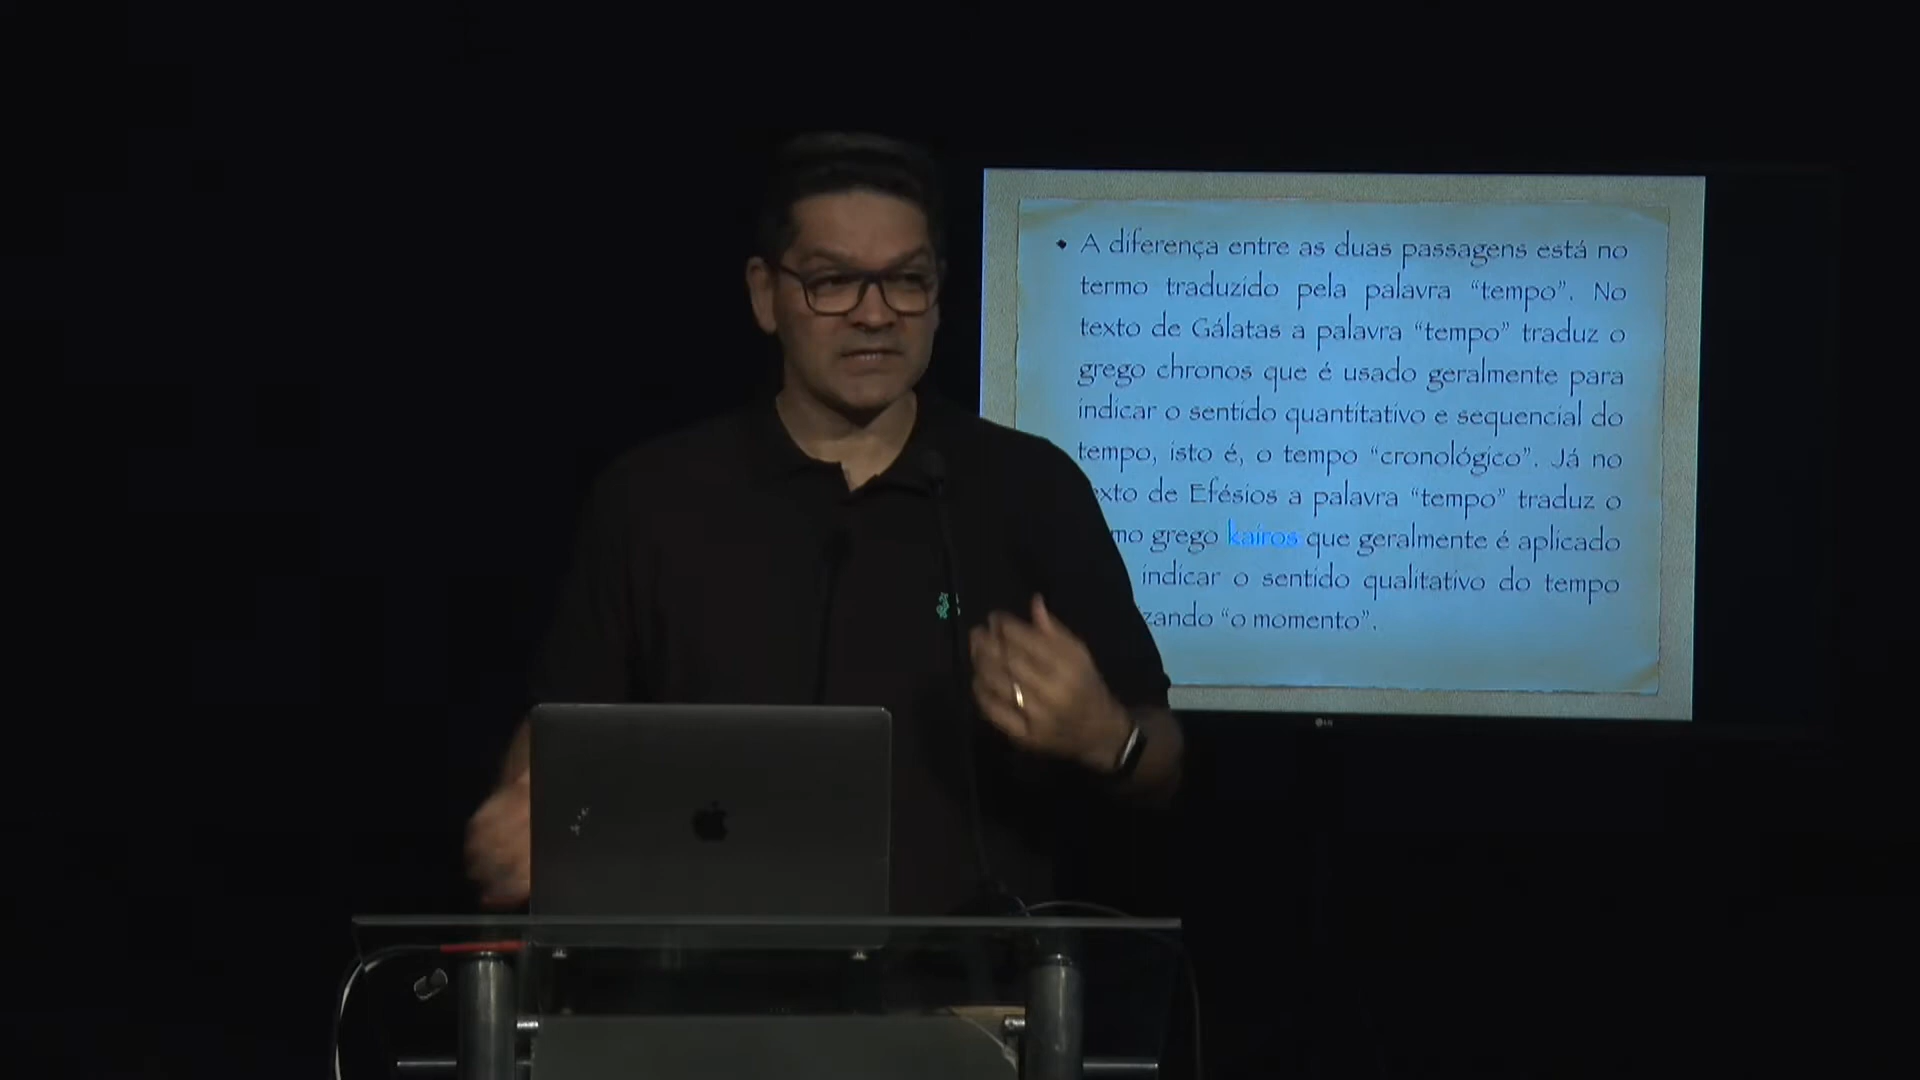 • A diferença entre as duas passagens está no
termo traduzido pela palavra “tempo”. No
texto de Gálatas a palavra “tempo” traduz o
grego chronos que é usado geralmente para
indicar o sentido quantitativo e sequencial do
tempo, isto é, o tempo “cronológico”. Já no
exto de Efésios a palavra “tempo” traduz o
mo grego kairos que geralmente é aplicado
indicar o sentido qualitativo do tempo
zando “o momento”.
LG